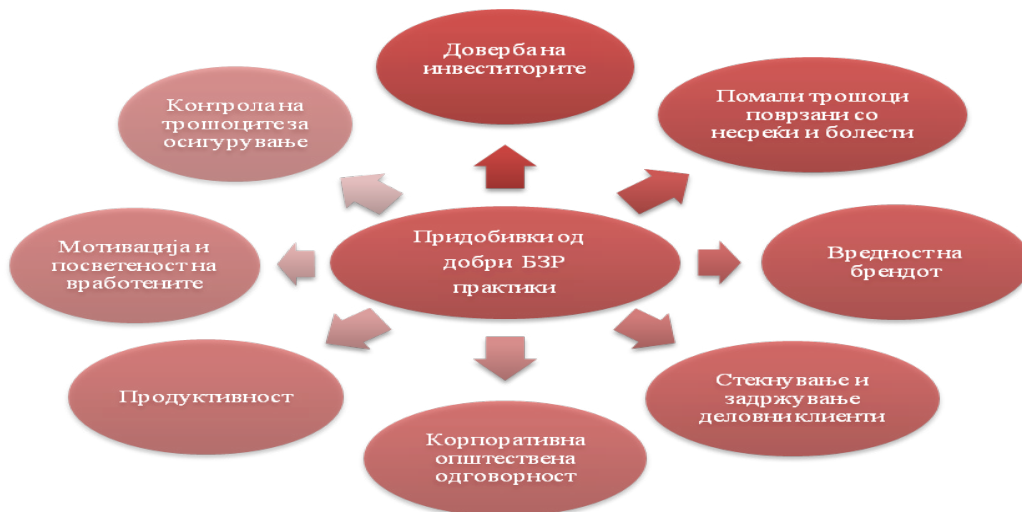 Доверба на
инвеститорите
Помали трошоци
поврзани со
несреќи и болести
Вредност на
брендот
Стекнување и
задржување
деловни клиенти
Корпоративна
општествена
одговорност
Продуктивност
Мотивација и
посветеност на
вработените
Контрола на
трошоците за
осигурување
Придобивки од
добри БЗР
практики